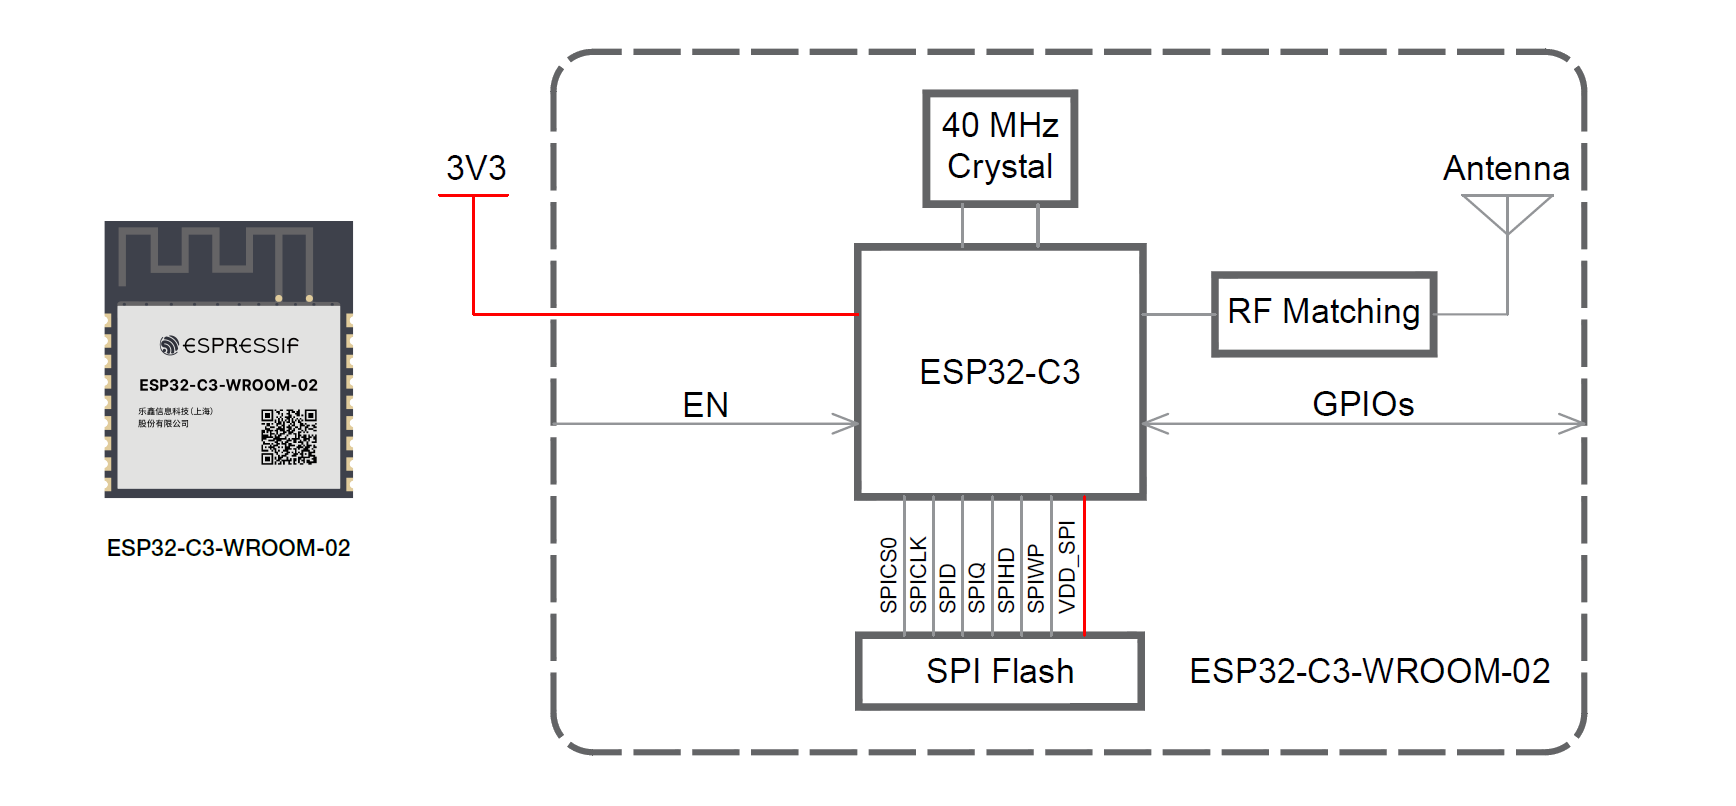 ESPRESSIF
ESP32-C3-WROOM-02
乐鑫信息科技(上海)
股份有限公司
ESP32-C3-WROOM-02
3V3
40 MHz
Crystal
Antenna
RF Matching
ESP32-C3
EN
GPIOs
SPICS0
SPICLK
SPID
SPIQ
SPIHD
SPIWP
VDD_SPI
SPI Flash
ESP32-C3-WROOM-02